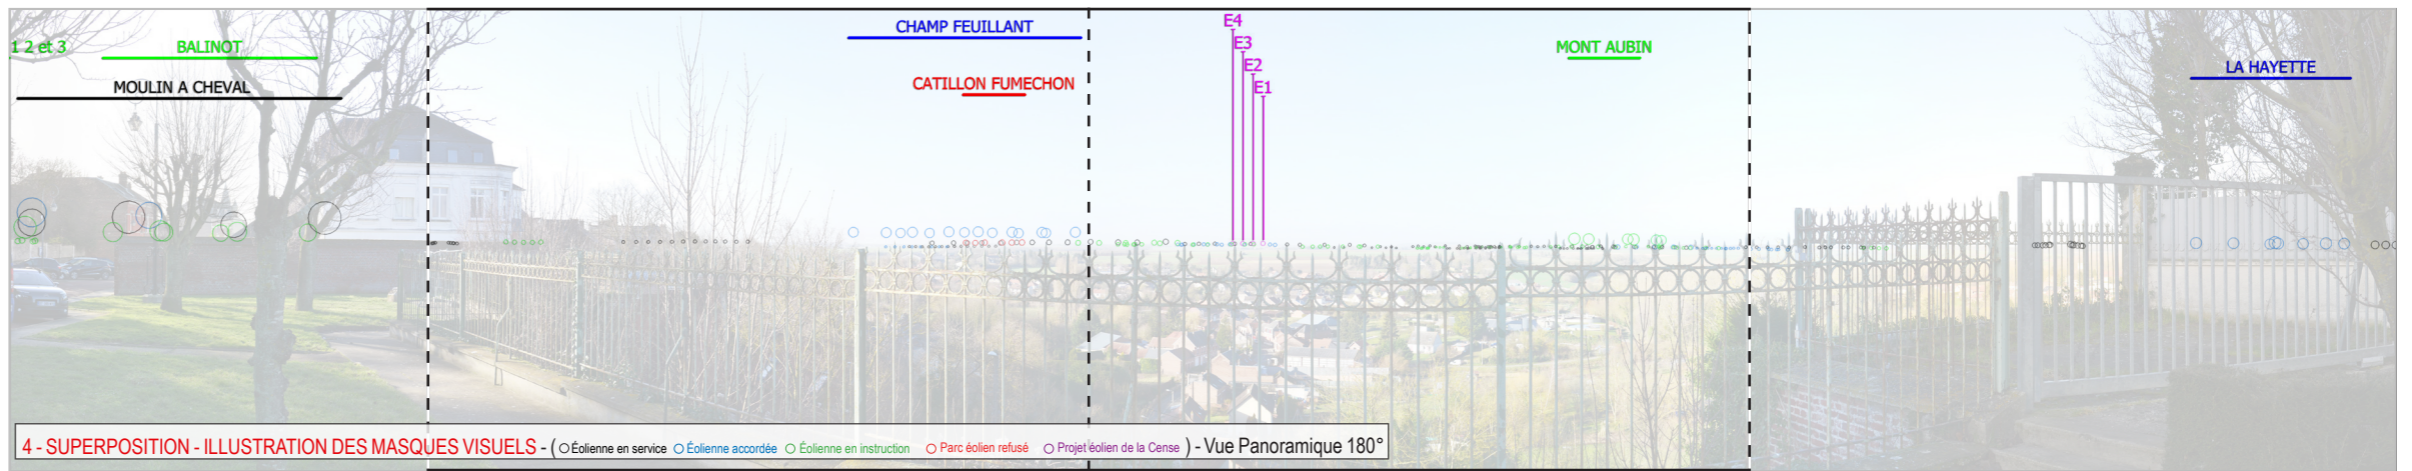 1 2 et 3
BALINOT
MOULIN A CHEVAL
CHAMP FEUILLANT
CATILLON FUMECHON
E4
E3
E2
E1
MONT AUBIN
LA HAYETTE
4 - SUPERPOSITION - ILLUSTRATION DES MASQUES VISUELS - ( Éolienne en service Éolienne accordée Éolienne en instruction Parc éolien refusé Projet éolien de la Cense ) - Vue Panoramique 180°